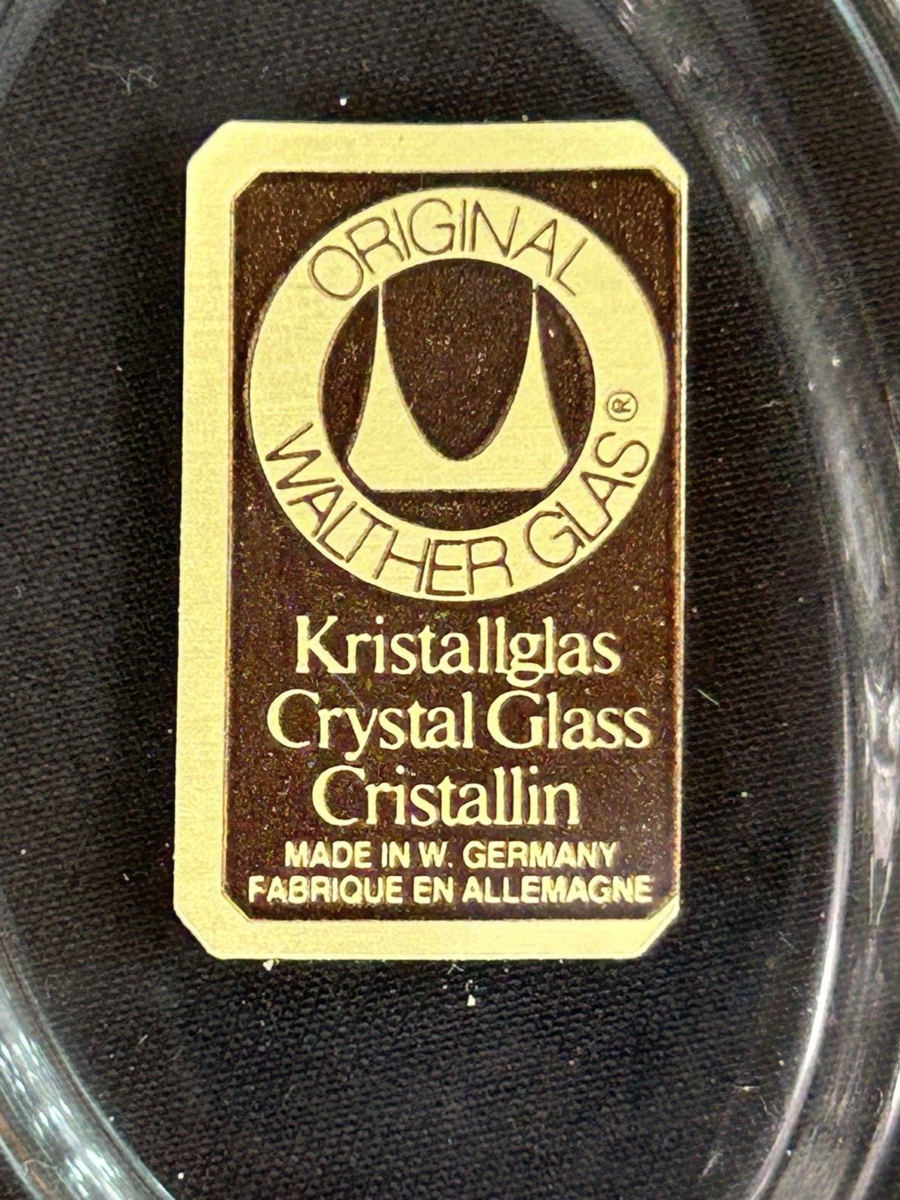 ORIGINAL
WALTHER GLAS®
Kristallglas
Crystal Glass
Cristallin
MADE IN W. GERMANY
FABRIQUE EN ALLEMAGNE